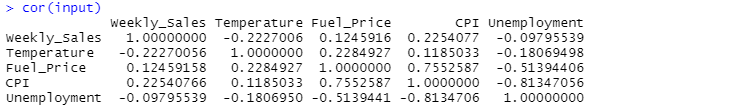 > cor(input)
Weekly_Sales Temperature Fuel_Price CPI Unemployment
Weekly_Sales 1.00000000 -0.2227006 0.1245916 0.2254077 -0.09795539
Temperature -0.22270056 1.0000000 0.2284927 0.1185033 -0.18069498
Fuel_Price 0.12459158 0.2284927 1.0000000 0.7552587 -0.51394406
CPI 0.22540766 0.1185033 0.7552587 1.0000000 -0.81347056
Unemployment -0.09795539 -0.1806950 -0.5139441 -0.8134706 1.00000000